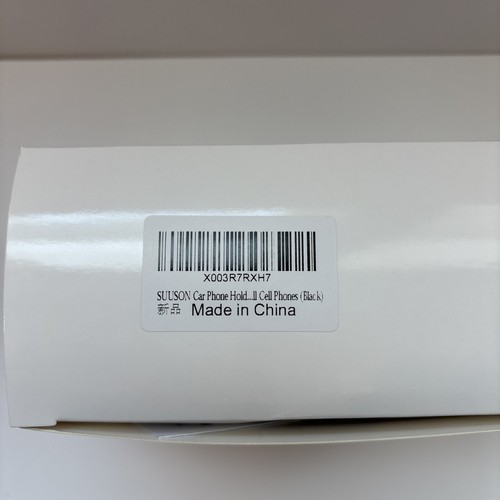 X003R7RXH7
SUUSON Car Phone Hold...ll Cell Phones (Black)
新品 Made in China